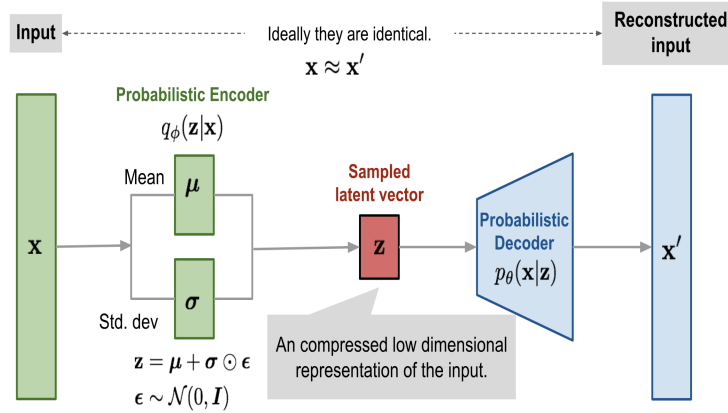 Input
Ideally they are identical.
x ≈ x′
Reconstructed
input
Probabilistic Encoder
qϕ(z|x)
Mean
μ
Sampled
latent vector
x
z
Probabilistic
Decoder
pθ(x|z)
x′
σ
Std. dev
z = μ + σ ⊙ ϵ
ϵ ∼ 𝒩(0, I)
An compressed low dimensional
representation of the input.